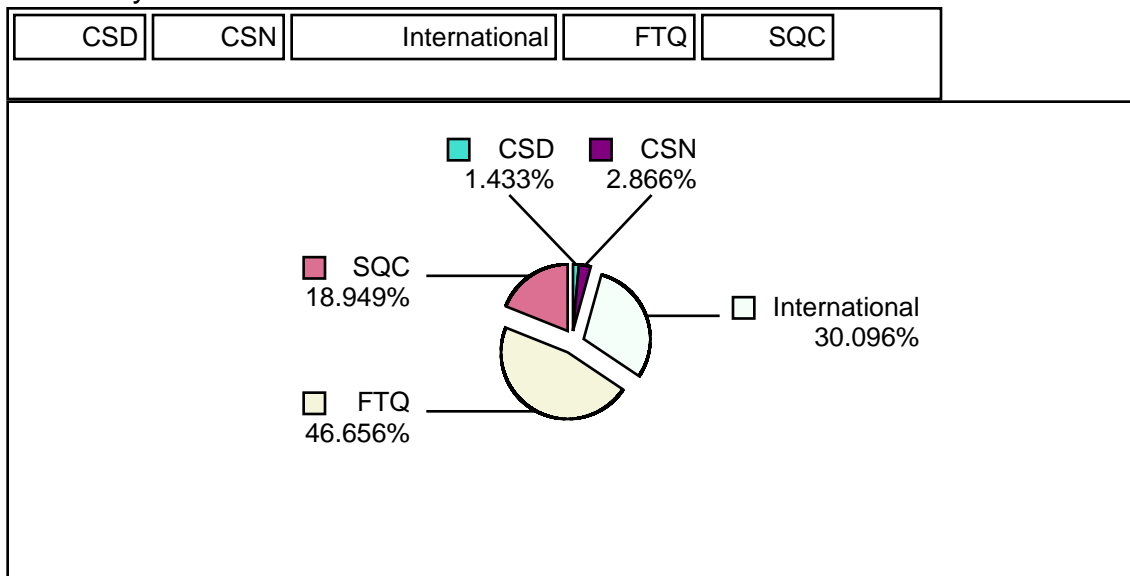 CSD CSN International FTQ SQC
CSD CSN
1.433% 2.866%
SQC
18.949%
International
30.096%
FTQ
46.656%